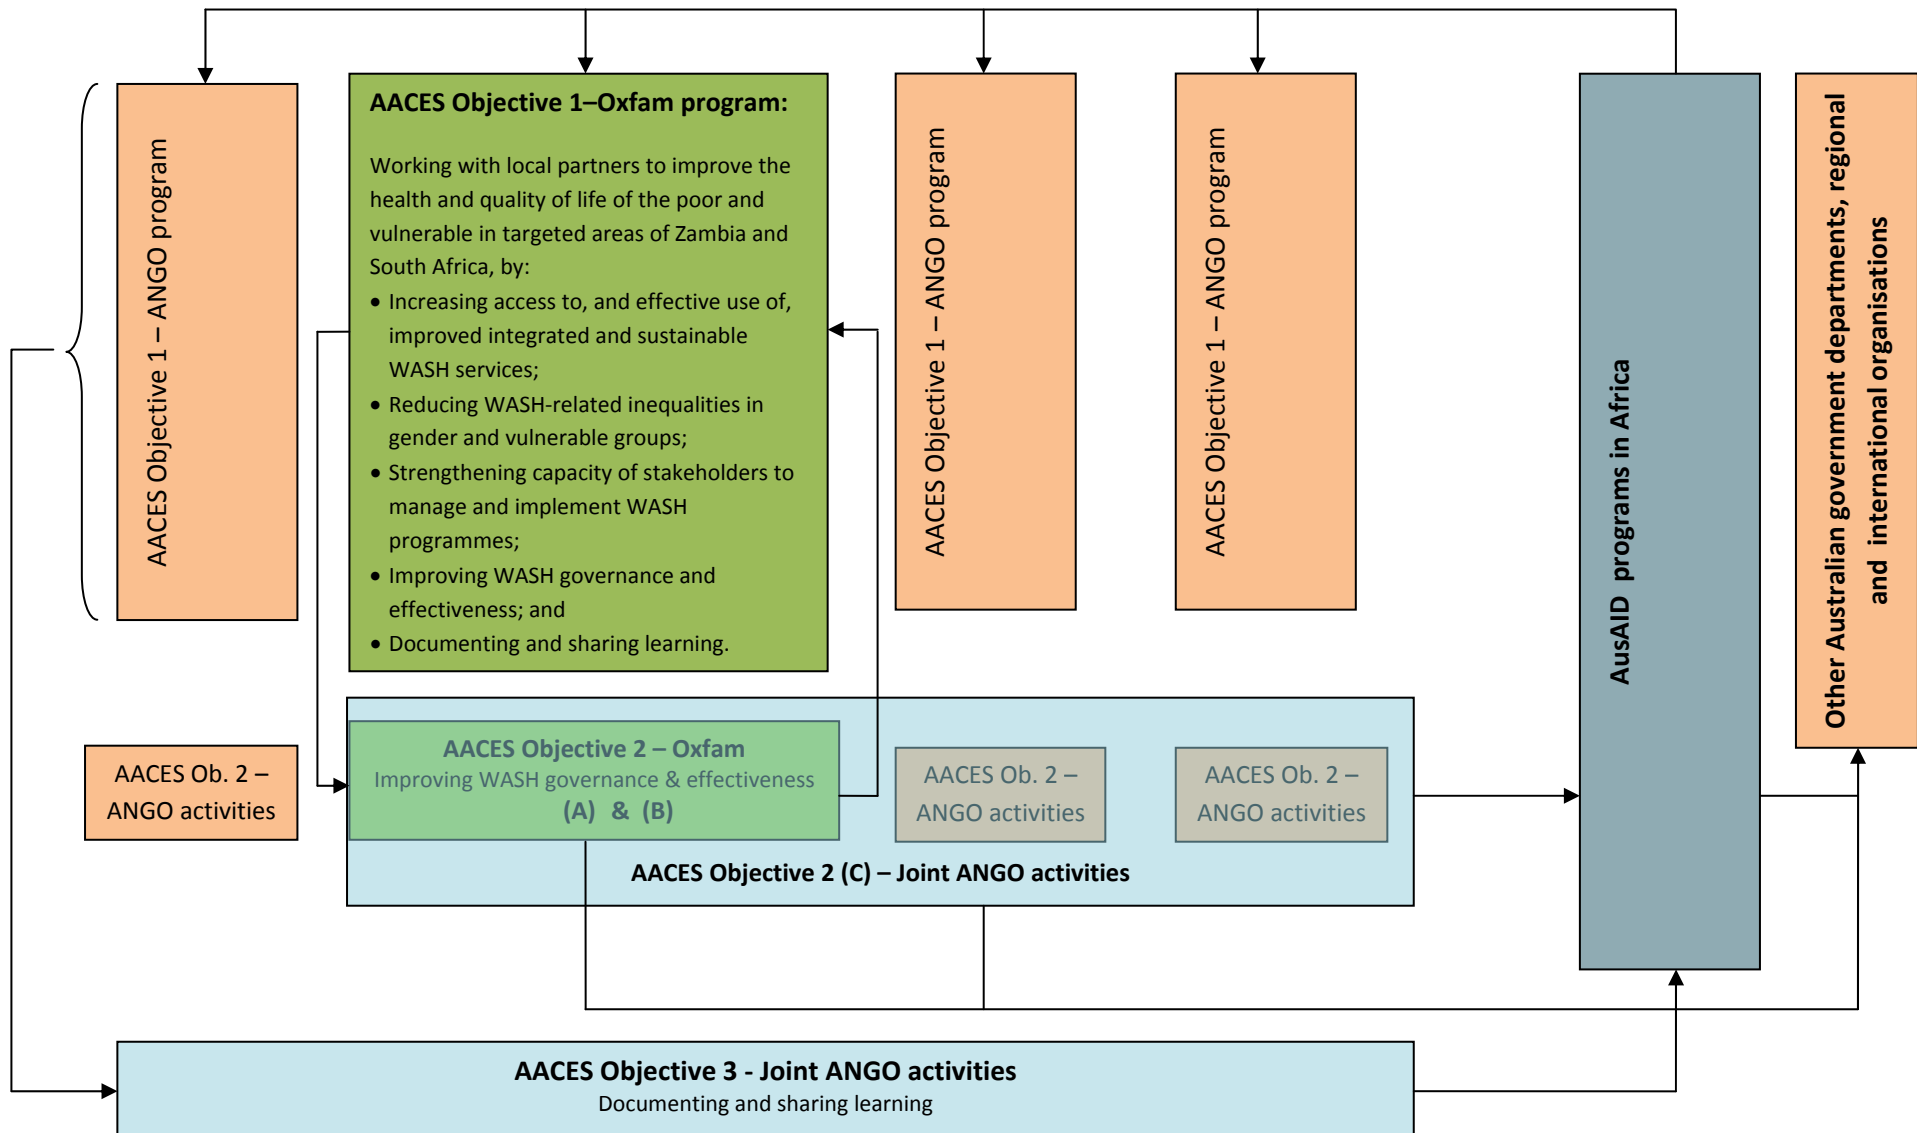 AACES Objective 1 – ANGO program
AACES Objective 1–Oxfam program:
Working with local partners to improve the
health and quality of life of the poor and
vulnerable in targeted areas of Zambia and
South Africa, by:
• Increasing access to, and effective use of,
improved integrated and sustainable
WASH services;
• Reducing WASH-related inequalities in
gender and vulnerable groups;
• Strengthening capacity of stakeholders to
manage and implement WASH
programmes;
• Improving WASH governance and
effectiveness; and
• Documenting and sharing learning.
AACES Objective 1 – ANGO program
AACES Objective 1 – ANGO program
AusAID programs in Africa
Other Australian government departments, regional
and international organisations
AACES Ob. 2 –
ANGO activities
AACES Objective 2 – Oxfam
Improving WASH governance & effectiveness
(A) & (B)
AACES Ob. 2 –
ANGO activities
AACES Ob. 2 –
ANGO activities
AACES Objective 2 (C) – Joint ANGO activities
AACES Objective 3 - Joint ANGO activities
Documenting and sharing learning